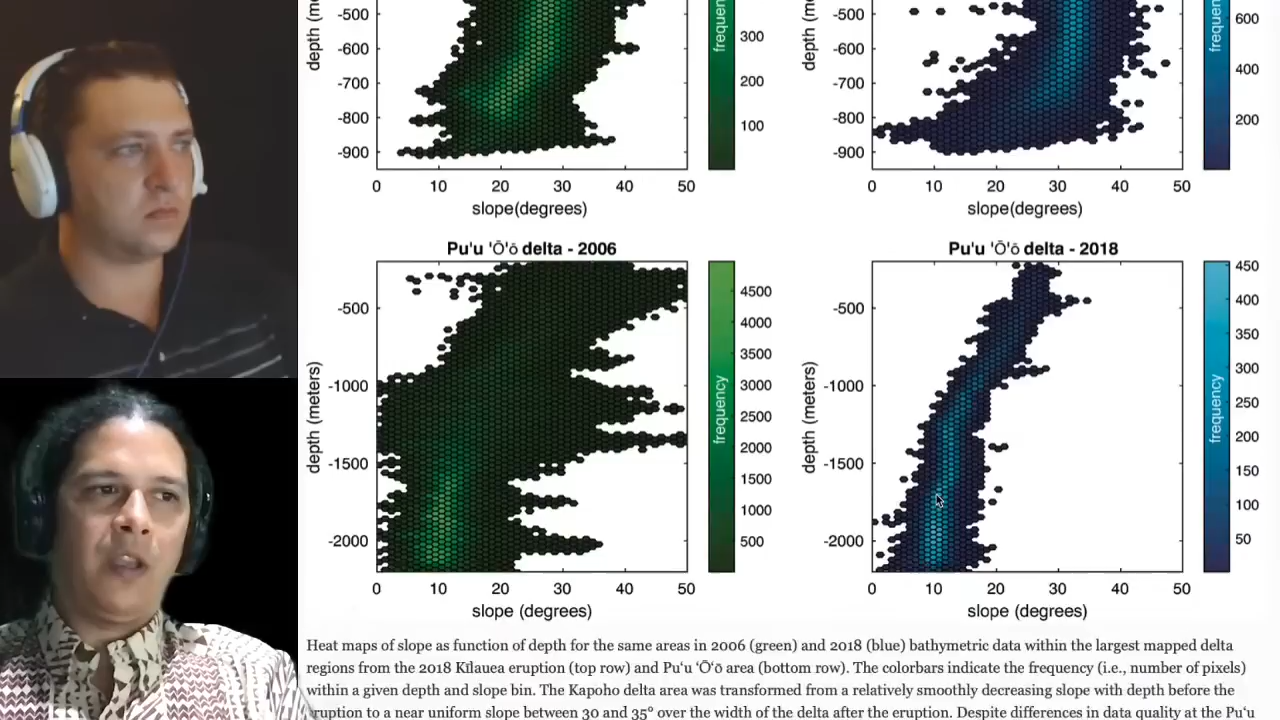 depth (meters)
-500
-600
-700
-800
-900
0 10 20 30 40 50
slope(degrees)
300
200
100
-500
-600
-700
-800
-900
0 10 20 30 40 50
slope(degrees)
600
400
200
Pu'u 'Ō'ō delta - 2006
depth (meters)
-500
-1000
-1500
-2000
0 10 20 30 40 50
slope (degrees)
4500
4000
3500
3000
2500
2000
1500
1000
500
frequency
Pu'u 'Ō'ō delta - 2018
depth (meters)
-500
-1000
-1500
-2000
0 10 20 30 40 50
slope (degrees)
450
400
350
300
250
200
150
100
50
frequency
Heat maps of slope as function of depth for the same areas in 2006 (green) and 2018 (blue) bathymetric data within the largest mapped delta
regions from the 2018 Kīlauea eruption (top row) and Pu‘u ‘Ō‘ō area (bottom row). The colorbars indicate the frequency (i.e., number of pixels)
within a given depth and slope bin. The Kapoho delta area was transformed from a relatively smoothly decreasing slope with depth before the
eruption to a near uniform slope between 30 and 35° over the width of the delta after the eruption. Despite differences in data quality at the Pu‘u